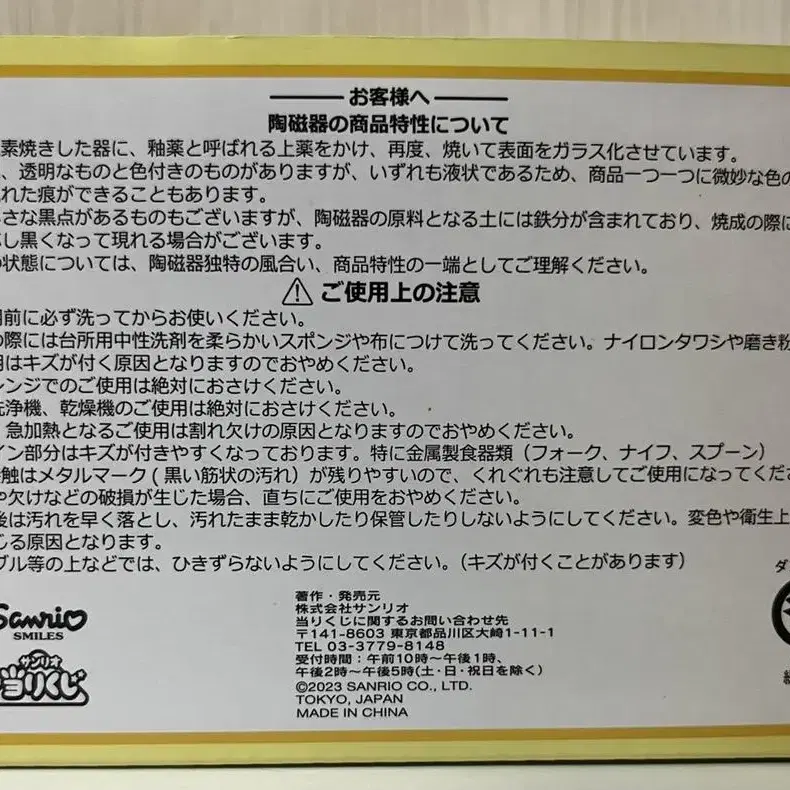 お客様へ
陶磁器の商品特性について
素焼きした器に、釉薬と呼ばれる上薬をかけ、再度、焼いて表面をガラス化させています。
、透明なものと色付きのものがありますが、いずれも液状であるため、商品一つ一つに微妙な色の
れた痕ができることもあります。
さな黒点があるものもございますが、陶磁器の原料となる土には鉄分が含まれており、焼成の際に
し黒くなって現れる場合がございます。
の状態については、陶磁器独特の風合い、商品特性の一端としてご理解ください。
⚠ ご使用上の注意
用前に必ず洗ってからお使いください。
の際には台所用中性洗剤を柔らかいスポンジや布につけて洗ってください。ナイロンタワシや磨き粉
用はキズが付く原因となりますのでおやめください。
レンジでのご使用は絶対におさけください。
洗浄機、乾燥機のご使用は絶対におさけください。
、急加熱となるご使用は割れ欠けの原因となりますのでおやめください。
イン部分はキズが付きやすくなっております。特に金属製食器類（フォーク、ナイフ、スプーン）
接触はメタルマーク(黒い筋状の汚れ)が残りやすいので、くれぐれも注意してご使用になってくださ
や欠けなどの破損が生じた場合、直ちにご使用をおやめください。
後は汚れを早く落とし、汚れたまま乾かしたり保管したりしないようにしてください。変色や衛生上
じる原因となります。
ブル等の上などでは、ひきずらないようにしてください。（キズが付くことがあります）
Sanrio
SMILES
サンリオ
当りくじ
著作・発売元
株式会社サンリオ
当りくじに関するお問い合わせ先
〒141-8603 東京都品川区大崎1-11-1
TEL 03-3779-8148
受付時間：午前10時～午後1時、
午後2時～午後5時(土・日・祝日を除く)
©2023 SANRIO CO., LTD.
TOKYO, JAPAN
MADE IN CHINA
ダ